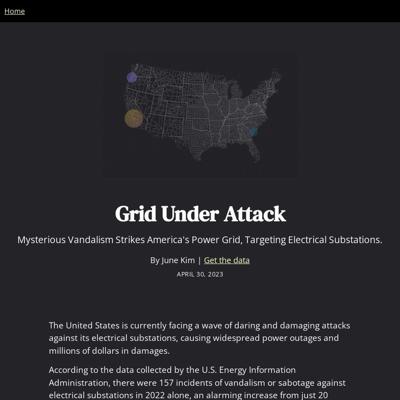 Home
Grid Under Attack
Mysterious Vandalism Strikes America's Power Grid, Targeting Electrical Substations.
By June Kim | Get the data
APRIL 30, 2023
The United States is currently facing a wave of daring and damaging attacks
against its electrical substations, causing widespread power outages and
millions of dollars in damages.
According to the data collected by the U.S. Energy Information
Administration, there were 157 incidents of vandalism or sabotage against
electrical substations in 2022 alone, an alarming increase from just 20